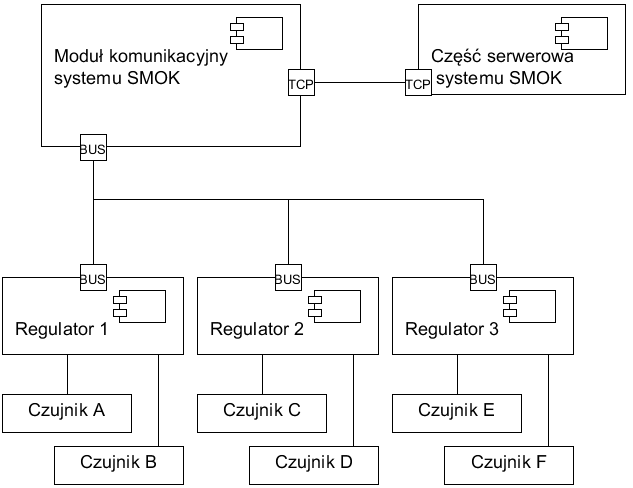 Moduł komunikacyjny
systemu SMOK
Część serwerowa
systemu SMOK
TCP
TCP
BUS
BUS
BUS
BUS
Regulator 1
Regulator 2
Regulator 3
Czujnik A
Czujnik C
Czujnik E
Czujnik B
Czujnik D
Czujnik F